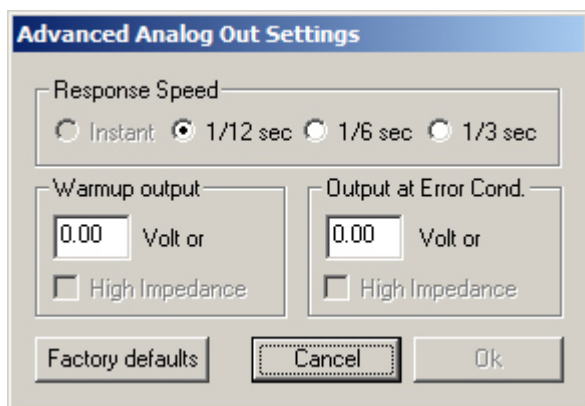 Advanced Analog Out Settings
Response Speed
Instant 1/12 sec 1/6 sec 1/3 sec
Warmup output
0.00 Volt or
High Impedance
Output at Error Cond.
0.00 Volt or
High Impedance
Factory defaults Cancel Ok